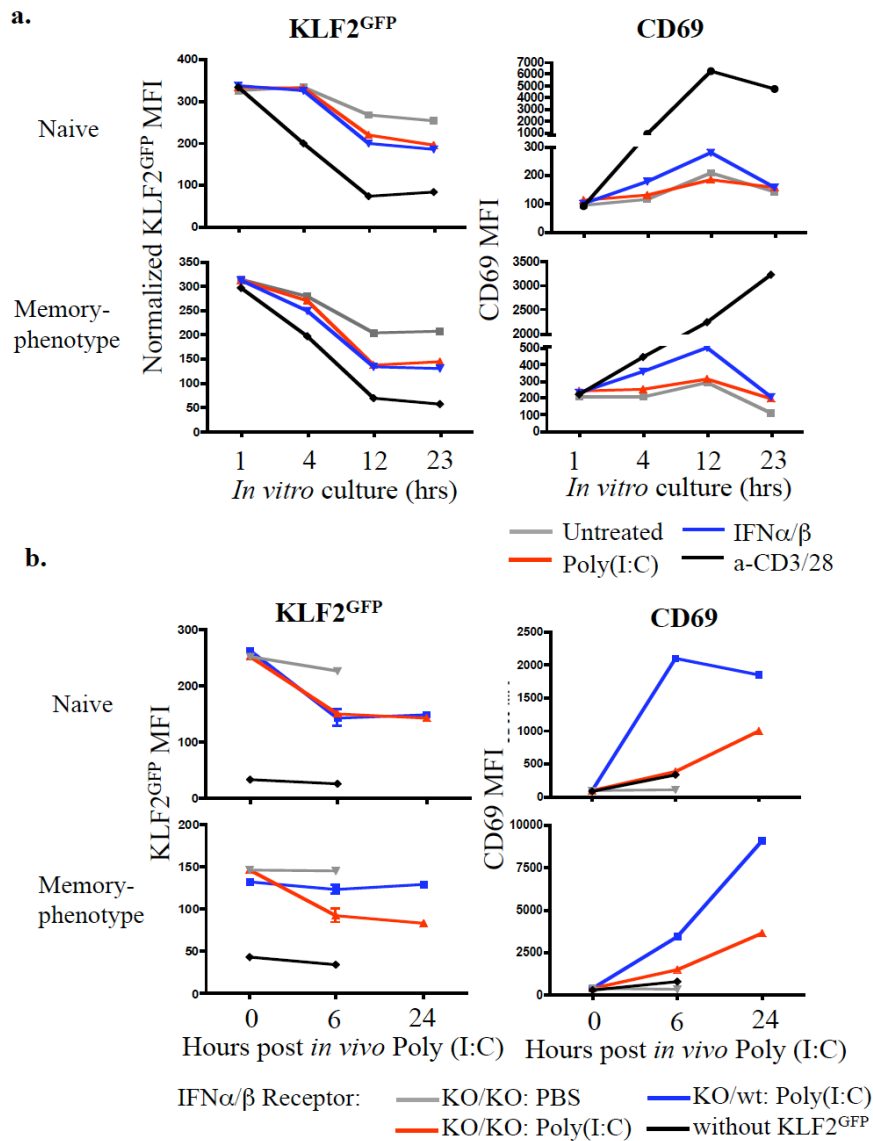 a.
KLF2GFP
CD69
Naive
Memory-
phenotype
Normalized KLF2GFP MFI
CD69 MFI
400
300
200
100
0
7000
6000
5000
4000
3000
2000
1000
300
200
100
0
350
300
250
200
150
100
50
0
3500
3000
2500
2000
500
400
300
200
100
0
1 4 12 23
In vitro culture (hrs)
1 4 12 23
In vitro culture (hrs)
Untreated
IFNα/β
Poly(I:C)
a-CD3/28
b.
KLF2GFP
CD69
Naive
Memory-
phenotype
KLF2GFP MFI
CD69 MFI
300
250
200
150
100
0
2500
2000
1500
1000
500
0
200
150
100
50
0
10000
7500
5000
2500
0
0 6 24
Hours post in vivo Poly (I:C)
0 6 24
Hours post in vivo Poly (I:C)
IFNα/β Receptor:
KO/KO: PBS
KO/wt: Poly(I:C)
KO/KO: Poly(I:C)
without KLF2GFP